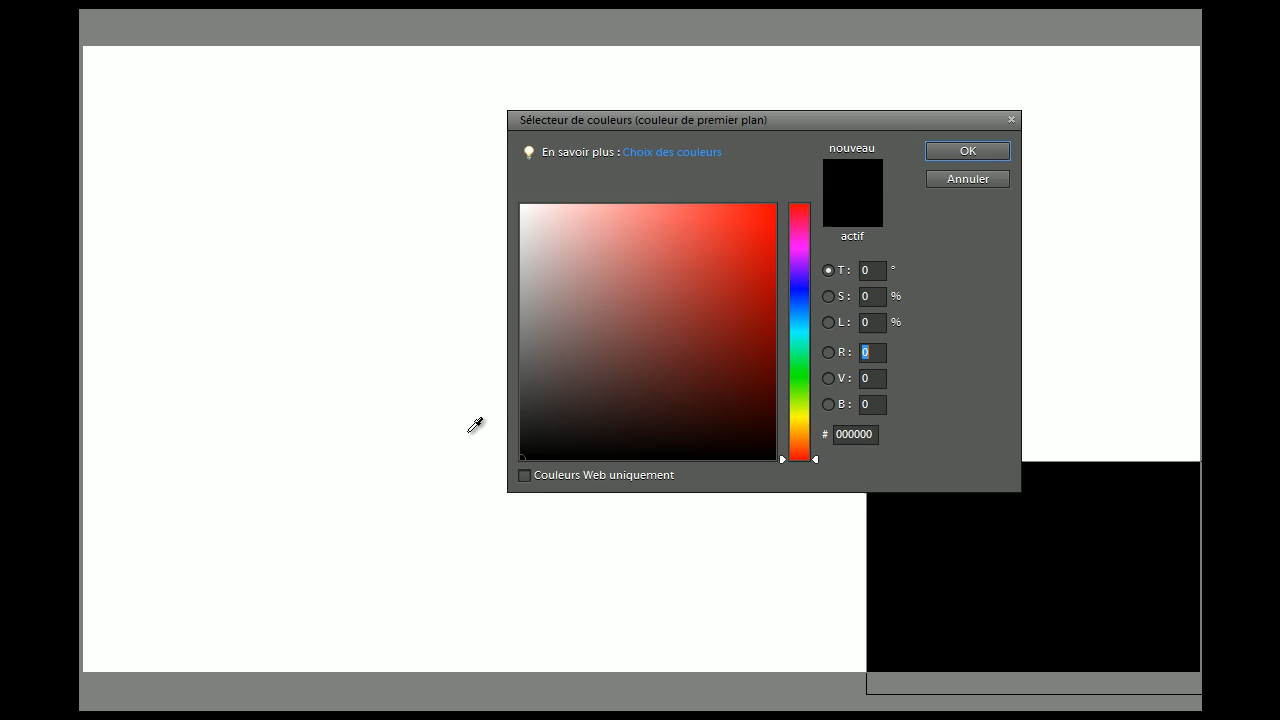 Sélecteur de couleurs (couleur de premier plan)
En savoir plus : Choix des couleurs
nouveau
OK
Annuler
actif
T : 0 °
S : 0 %
L : 0 %
R : 0
V : 0
B : 0
# 000000
Couleurs Web uniquement